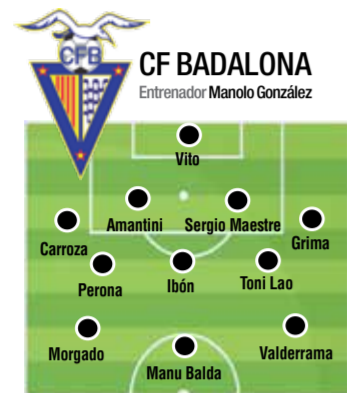 CFB
CF BADALONA
Entrenador Manolo González
Vito
Amantini
Sergio Maestre
Carroza
Grima
Perona
Ibón
Toni Lao
Morgado
Manu Balda
Valderrama